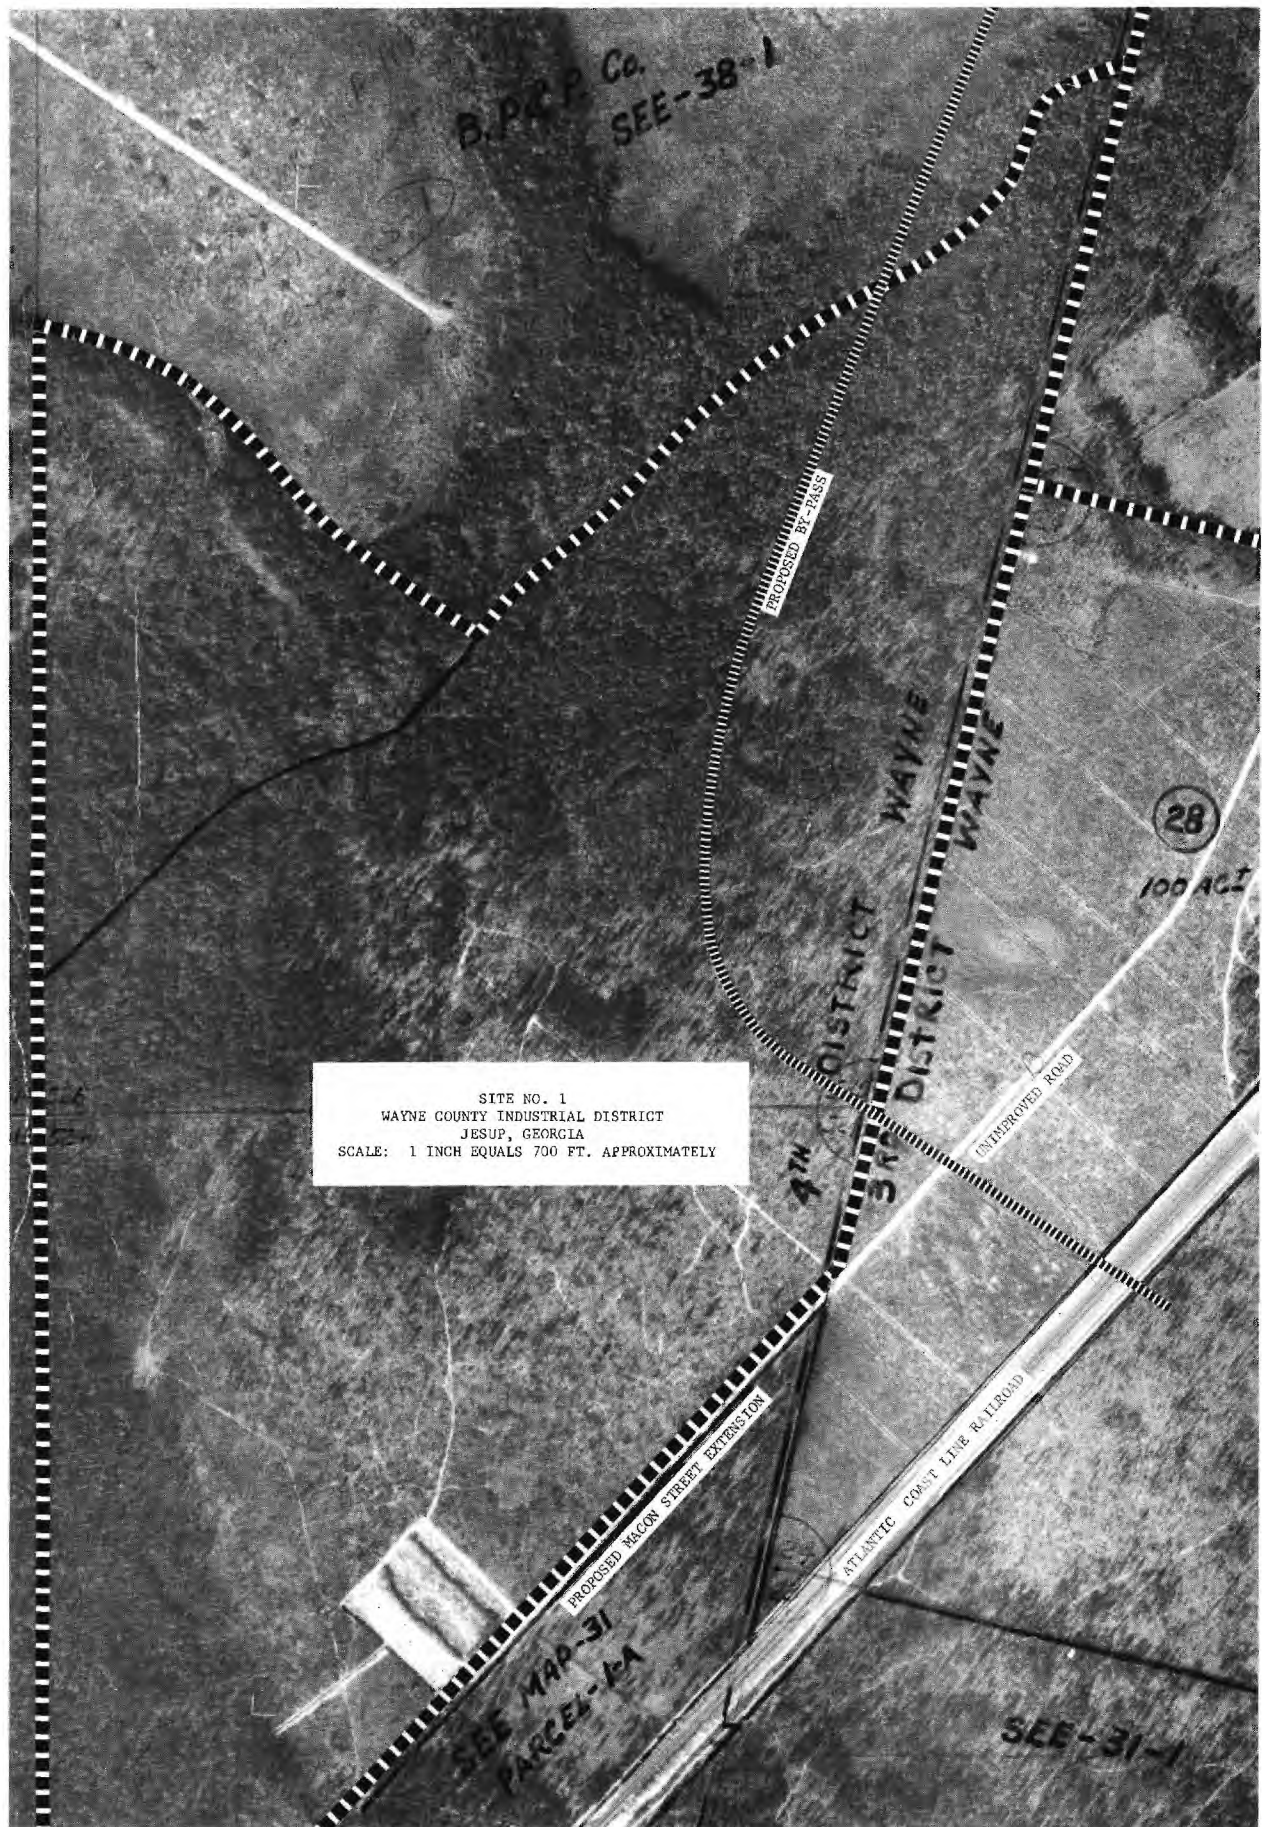 B.P.&P. Co.
SEE-38-1
PROPOSED BY-PASS
WAYNE
WAYNE
28
100 AC±
DISTRICT
DISTRICT
4TH
3RD
UNIMPROVED ROAD
SITE NO. 1
WAYNE COUNTY INDUSTRIAL DISTRICT
JESUP, GEORGIA
SCALE: 1 INCH EQUALS 700 FT. APPROXIMATELY
PROPOSED MACON STREET EXTENSION
ATLANTIC COAST LINE RAILROAD
SEE MAP-31
PARCEL-1-A
SEE-31-1